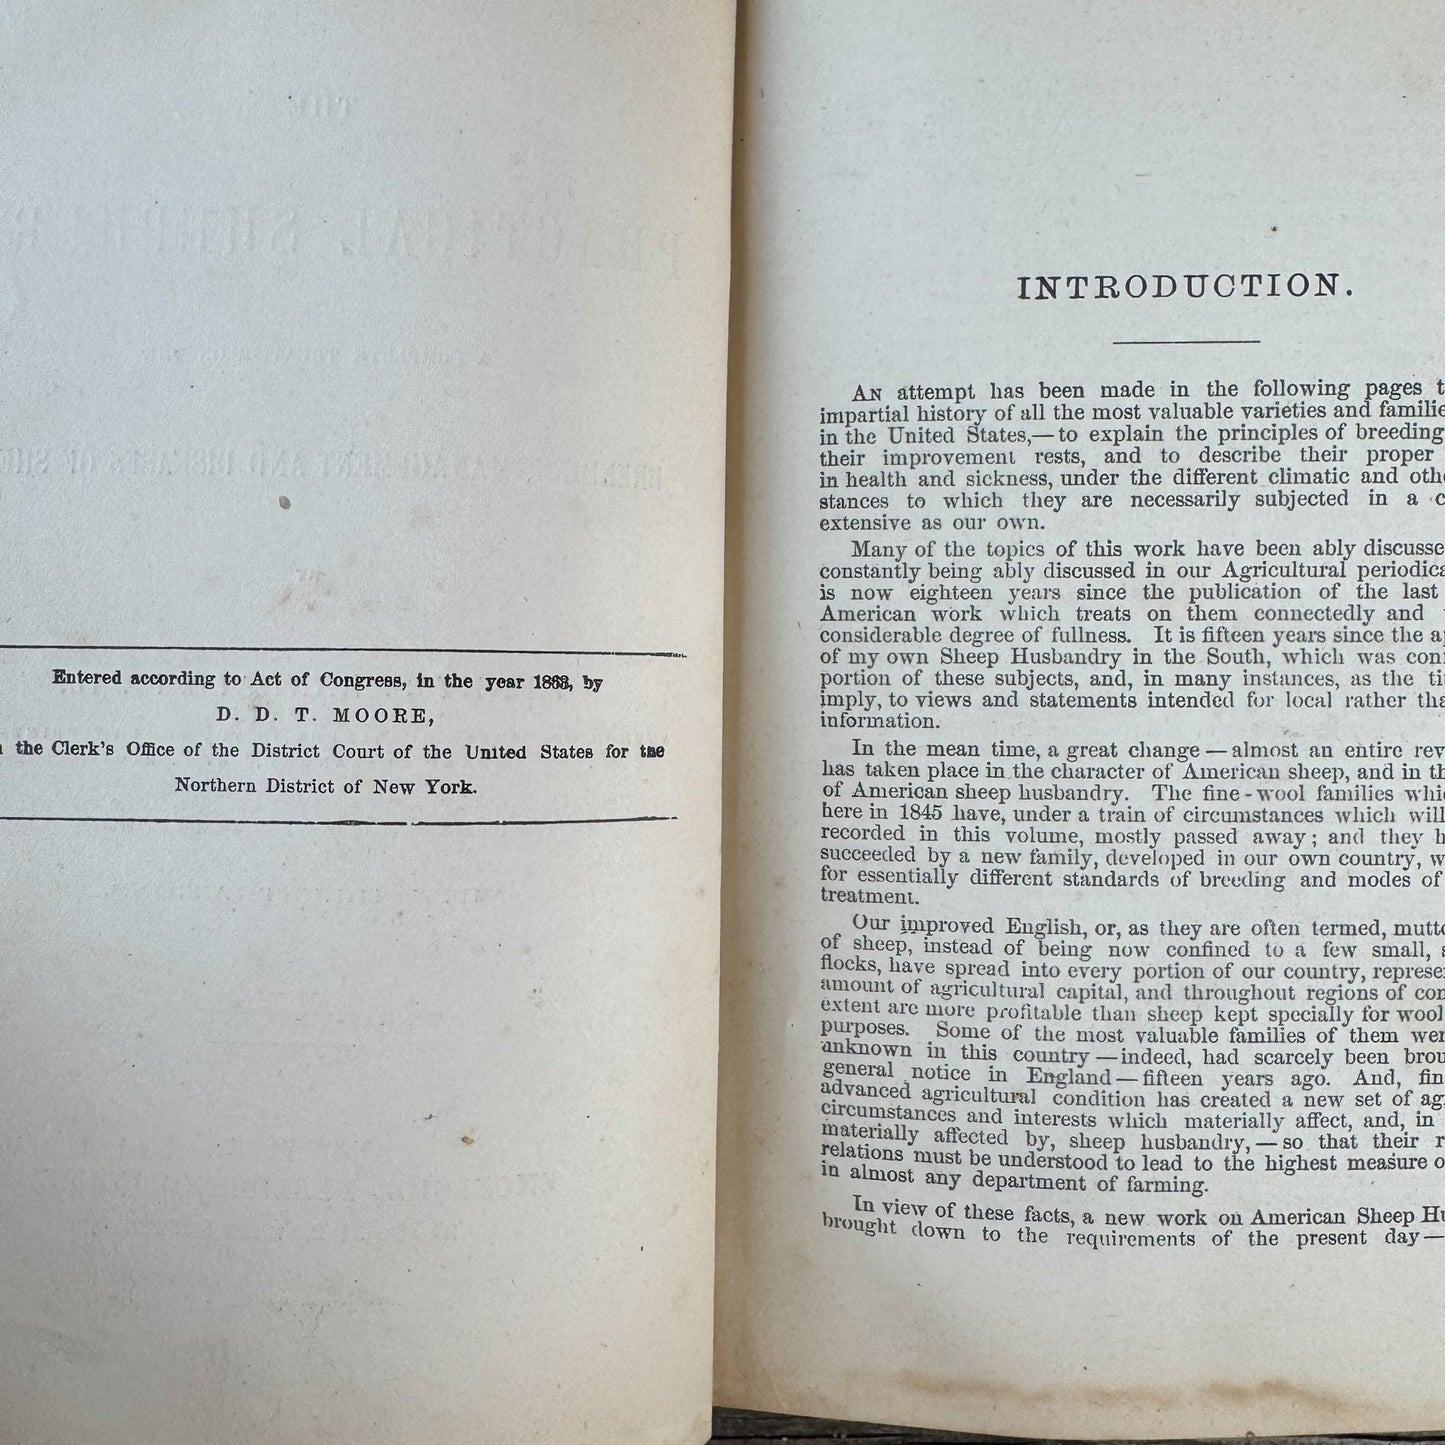 Entered according to Act of Congress, in the year 1863, by
D. D. T. MOORE,
the Clerk's Office of the District Court of the United States for the
Northern District of New York.
INTRODUCTION.
AN attempt has been made in the following pages t
impartial history of all the most valuable varieties and familie
in the United States,—to explain the principles of breeding
their improvement rests, and to describe their proper
in health and sickness, under the different climatic and othe
stances to which they are necessarily subjected in a c
extensive as our own.
Many of the topics of this work have been ably discusse
constantly being ably discussed in our Agricultural periodica
is now eighteen years since the publication of the last
American work which treats on them connectedly and
considerable degree of fullness. It is fifteen years since the a
of my own Sheep Husbandry in the South, which was conf
portion of these subjects, and, in many instances, as the ti
imply, to views and statements intended for local rather tha
information.
In the mean time, a great change — almost an entire rev
has taken place in the character of American sheep, and in th
of American sheep husbandry. The fine-wool families whi
here in 1845 have, under a train of circumstances which will
recorded in this volume, mostly passed away; and they h
succeeded by a new family, developed in our own country, w
for essentially different standards of breeding and modes of
treatment.
Our improved English, or, as they are often termed, mutto
of sheep, instead of being now confined to a few small, s
flocks, have spread into every portion of our country, represe
amount of agricultural capital, and throughout regions of con
extent are more profitable than sheep kept specially for wool
purposes. Some of the most valuable families of them wer
unknown in this country — indeed, had scarcely been brou
general notice in England — fifteen years ago. And, fin
advanced agricultural condition has created a new set of ag
circumstances and interests which materially affect, and, in
materially affected by, sheep husbandry, — so that their r
relations must be understood to lead to the highest measure o
in almost any department of farming.
In view of these facts, a new work on American Sheep Hu
brought down to the requirements of the present day —